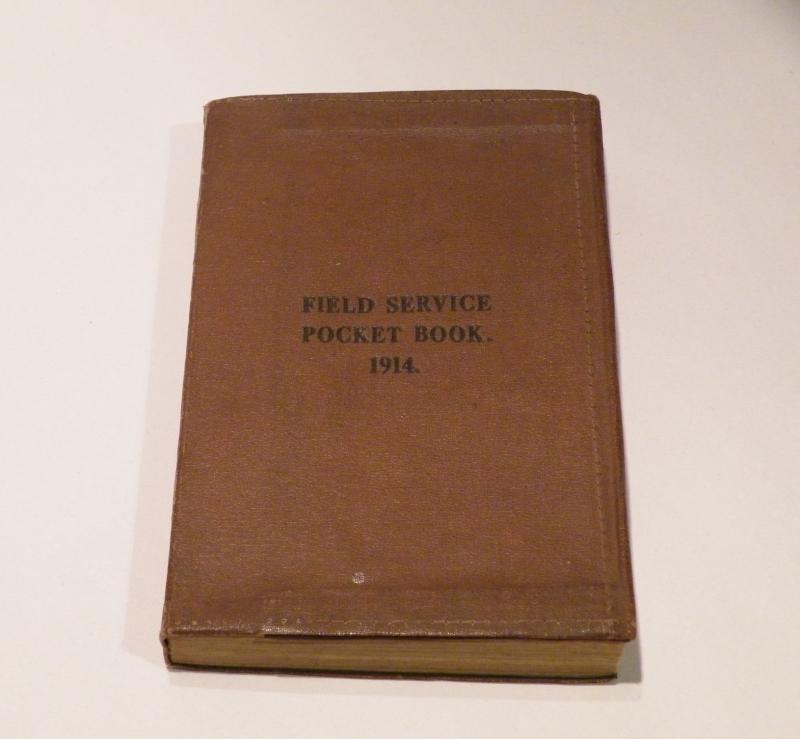 FIELD SERVICE
POCKET BOOK.
1914.